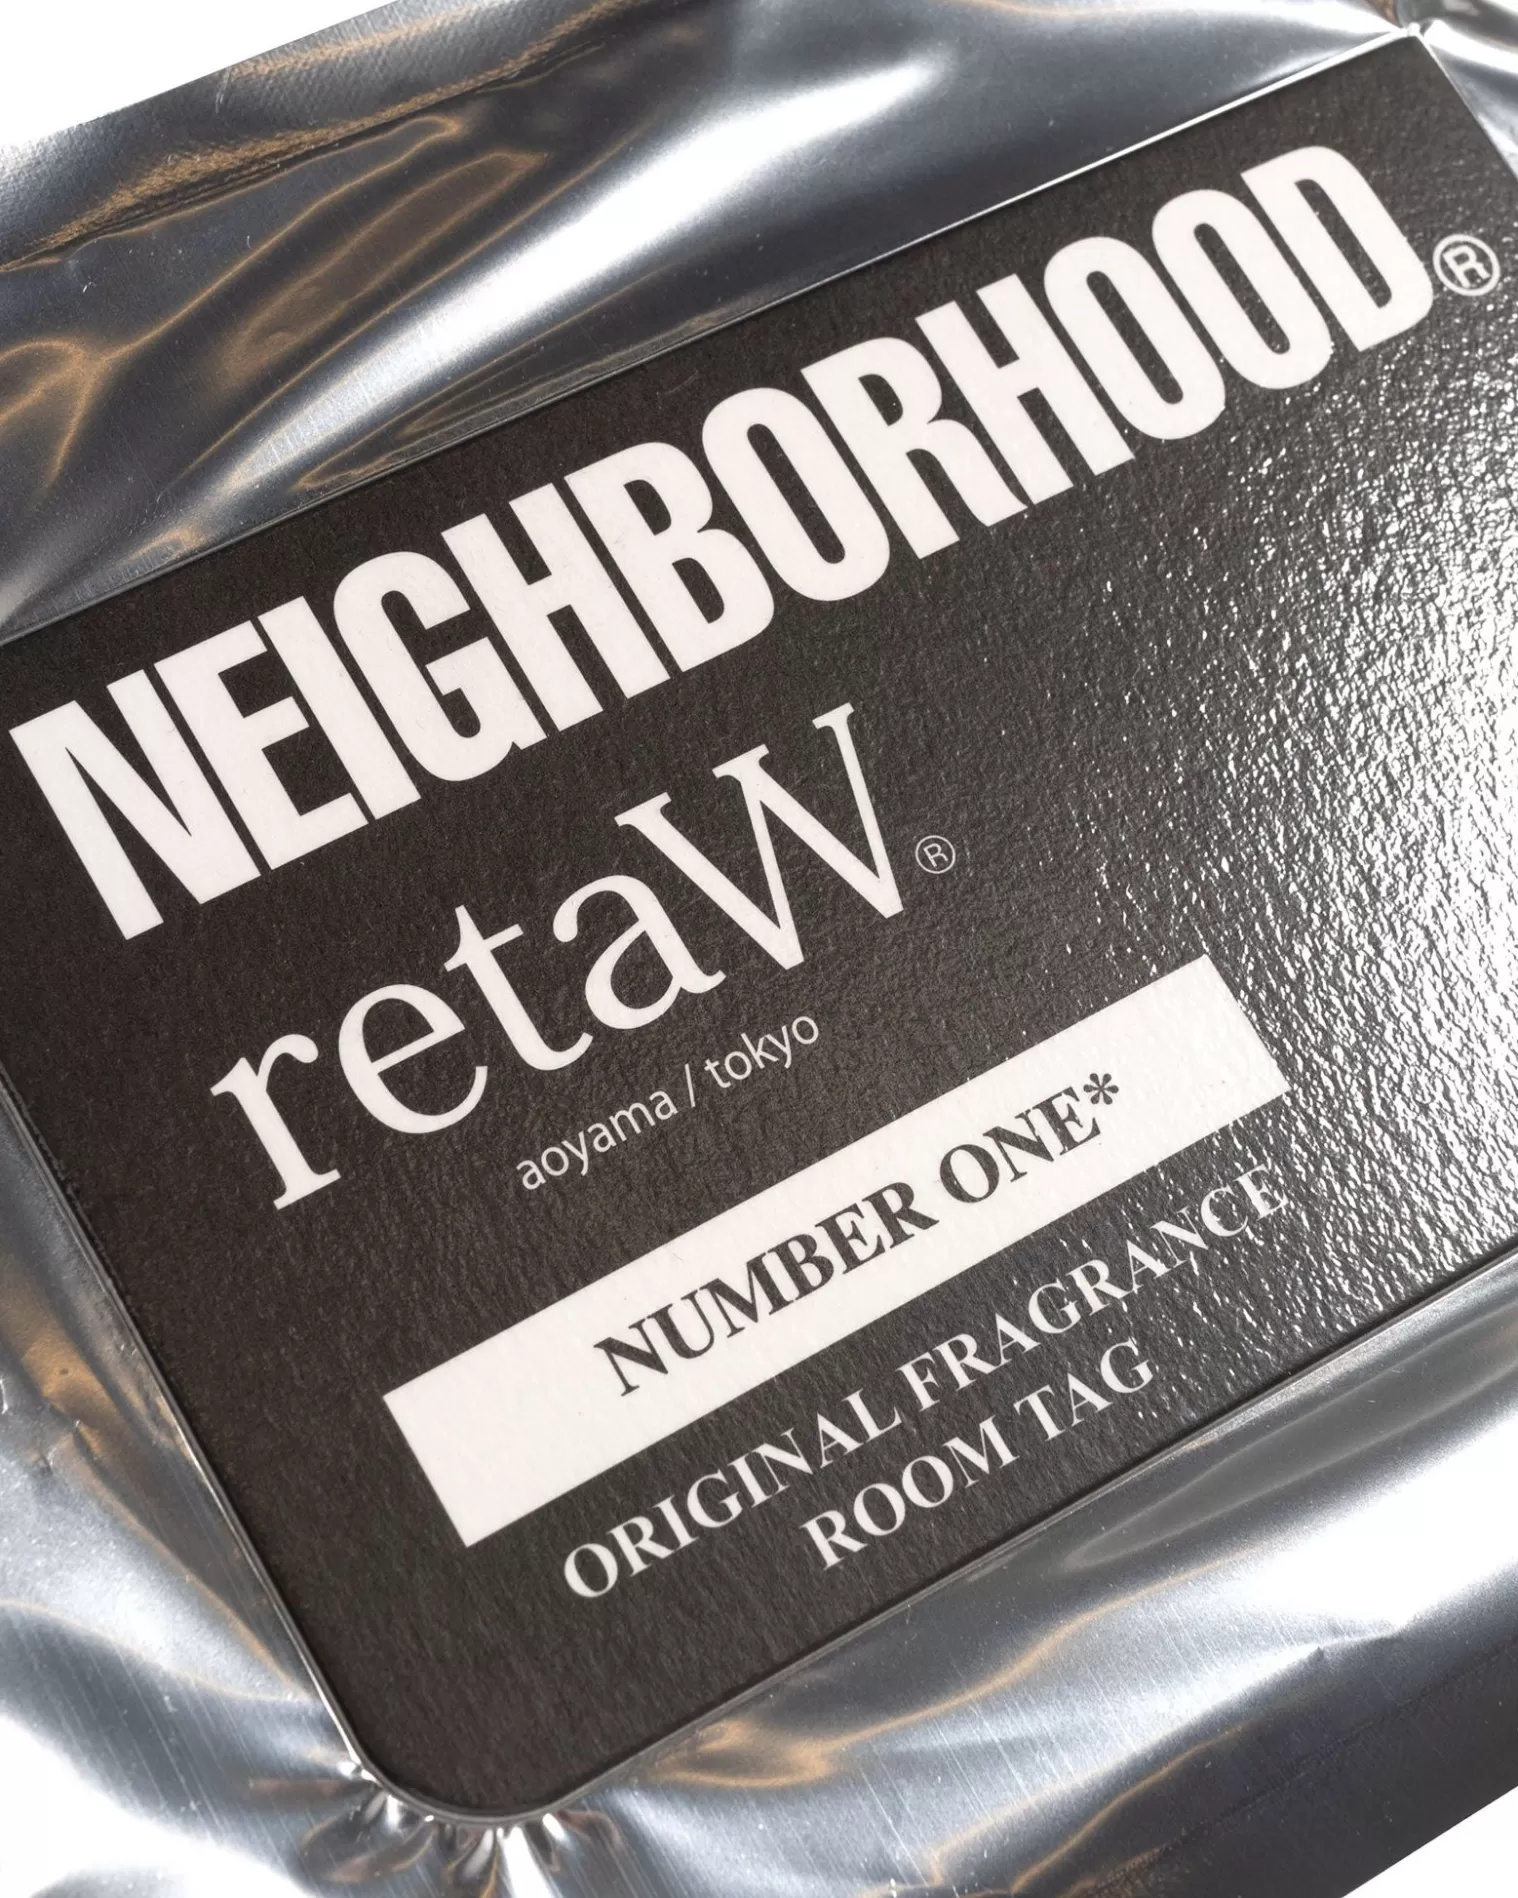 NEIGHBORHOOD®
retaW®
aoyama / tokyo
NUMBER ONE*
ORIGINAL FRAGRANCE
ROOM TAG